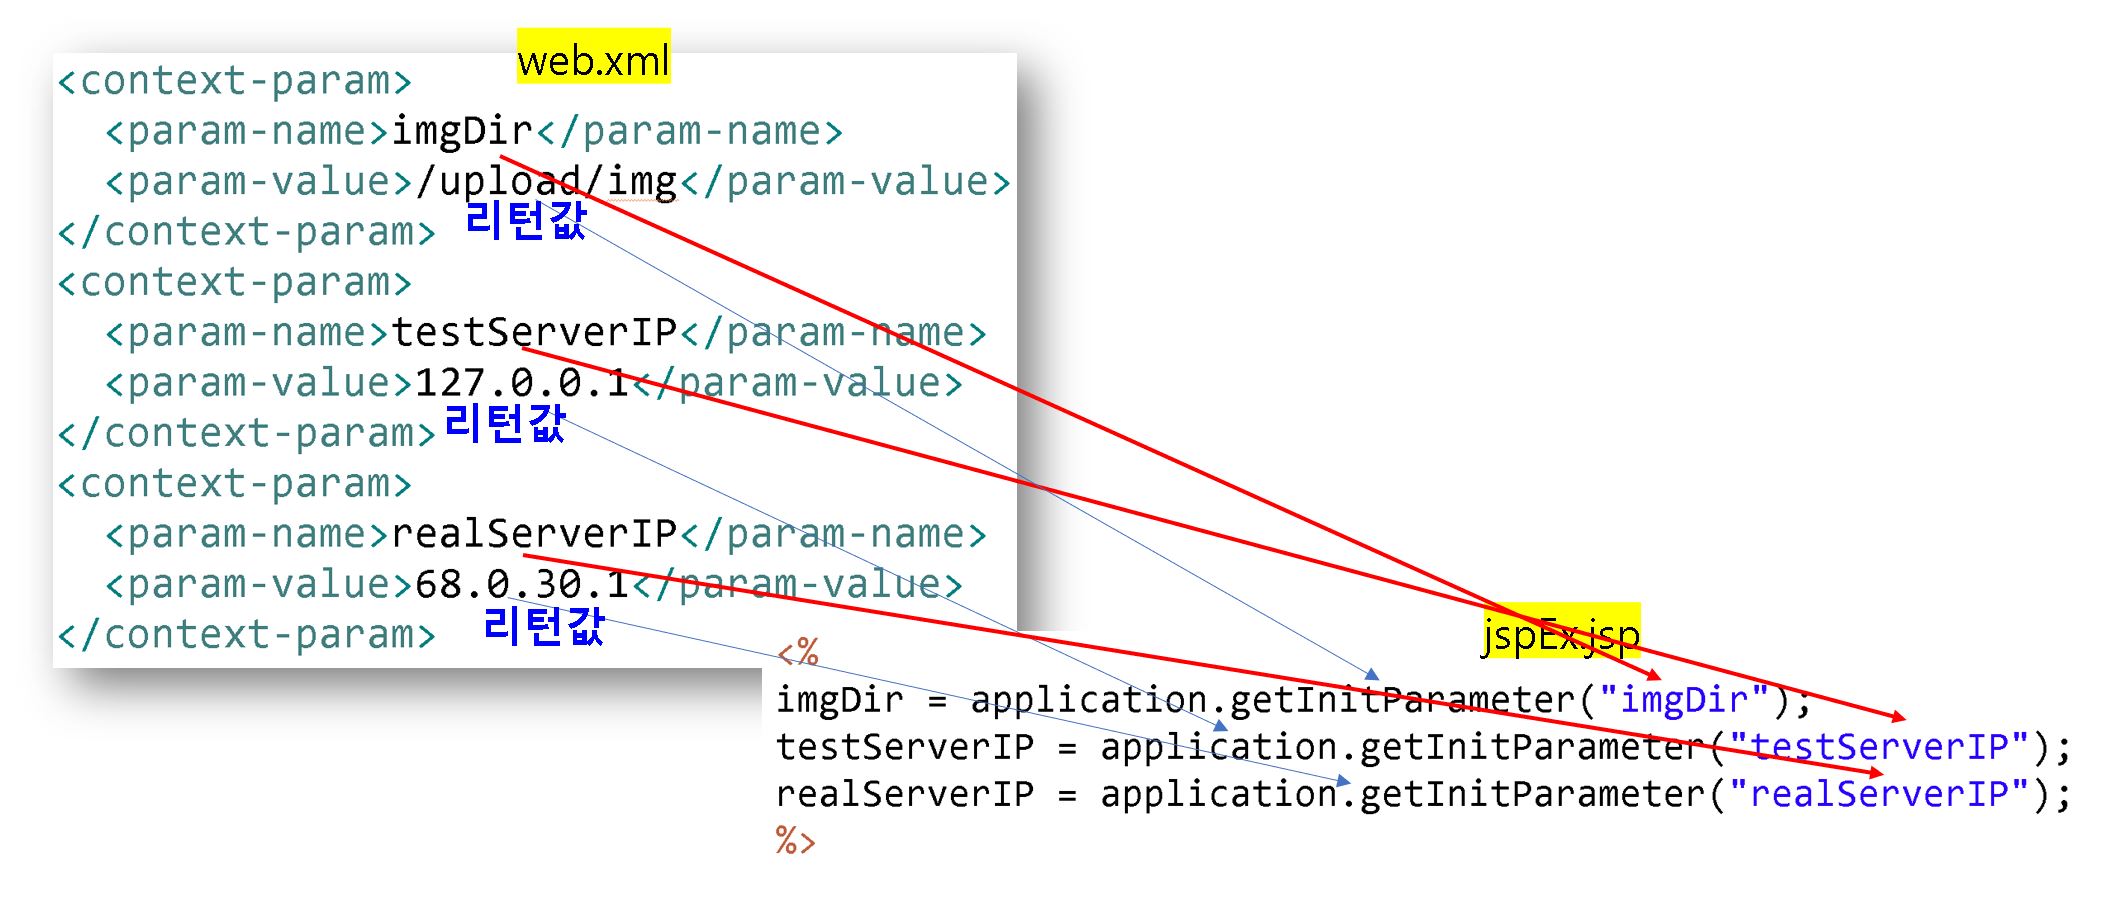 web.xml
<context-param>
<param-name>imgDir</param-name>
<param-value>/upload/img</param-value>
리턴값
</context-param>
<context-param>
<param-name>testServerIP</param-name>
<param-value>127.0.0.1</param-value>
리턴값
</context-param>
<context-param>
<param-name>realServerIP</param-name>
<param-value>68.0.30.1</param-value>
리턴값
</context-param>
jspEx.jsp
<%
imgDir = application.getInitParameter("imgDir");
testServerIP = application.getInitParameter("testServerIP");
realServerIP = application.getInitParameter("realServerIP");
%>